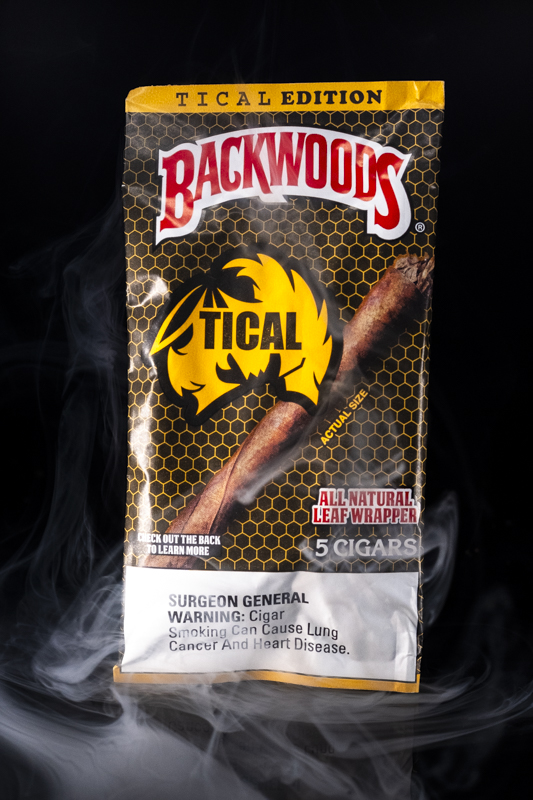 TICAL EDITION
BACKWOODS®
TICAL
ACTUAL SIZE
ALL NATURAL
LEAF WRAPPER
CHECK OUT THE BACK
TO LEARN MORE
5 CIGARS
SURGEON GENERAL
WARNING: Cigar
Smoking Can Cause Lung
Cancer And Heart Disease.